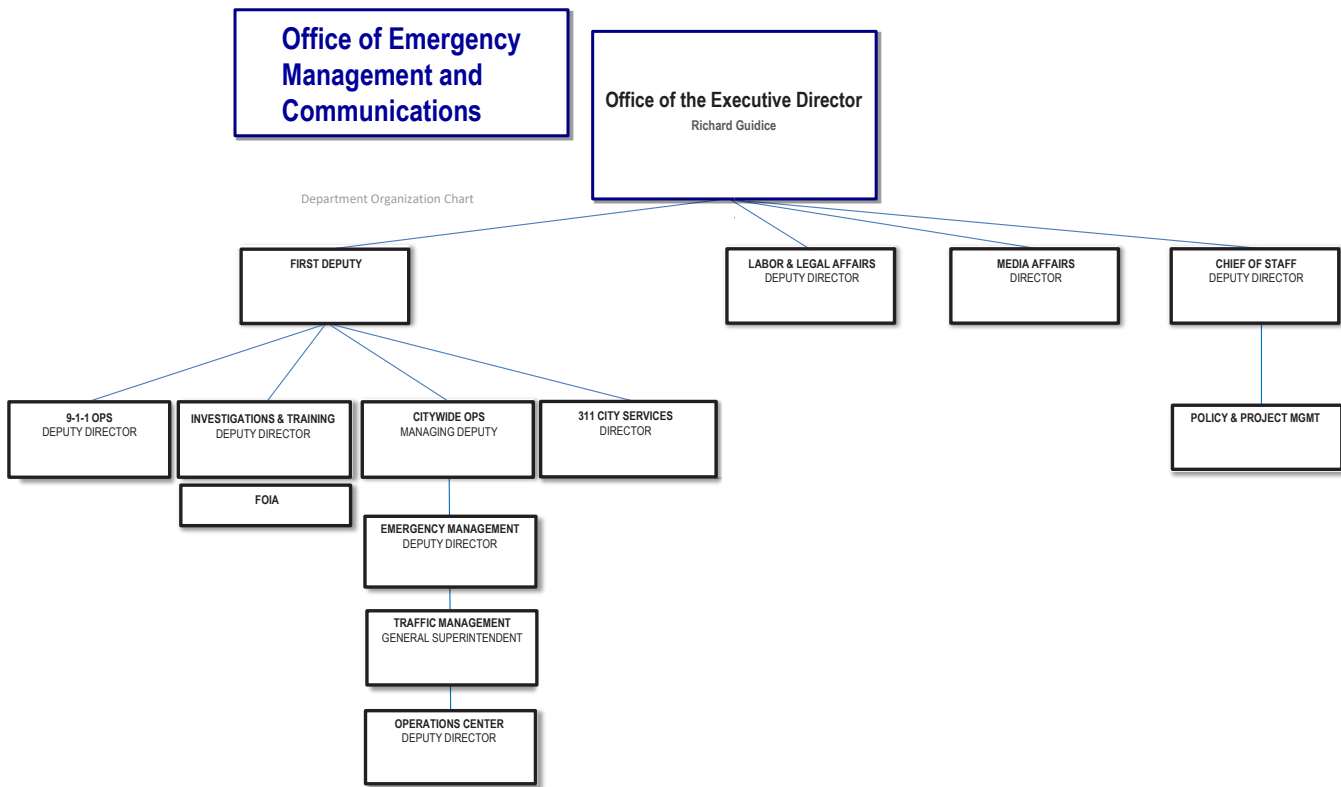 Office of Emergency
Management and
Communications
Office of the Executive Director
Richard Guidice
Department Organization Chart
FIRST DEPUTY
LABOR & LEGAL AFFAIRS
DEPUTY DIRECTOR
MEDIA AFFAIRS
DIRECTOR
CHIEF OF STAFF
DEPUTY DIRECTOR
9-1-1 OPS
DEPUTY DIRECTOR
INVESTIGATIONS & TRAINING
DEPUTY DIRECTOR
CITYWIDE OPS
MANAGING DEPUTY
311 CITY SERVICES
DIRECTOR
POLICY & PROJECT MGMT
FOIA
EMERGENCY MANAGEMENT
DEPUTY DIRECTOR
TRAFFIC MANAGEMENT
GENERAL SUPERINTENDENT
OPERATIONS CENTER
DEPUTY DIRECTOR